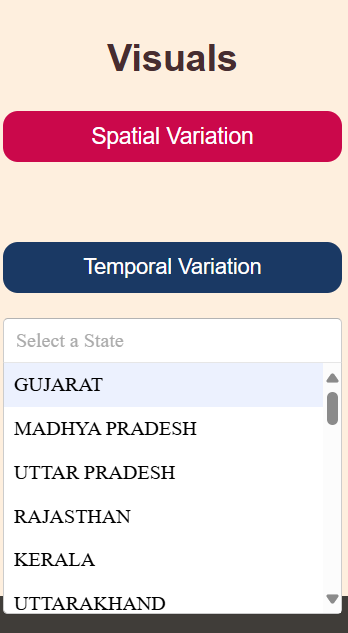 Visuals
Spatial Variation
Temporal Variation
Select a State
GUJARAT
MADHYA PRADESH
UTTAR PRADESH
RAJASTHAN
KERALA
UTTARAKHAND